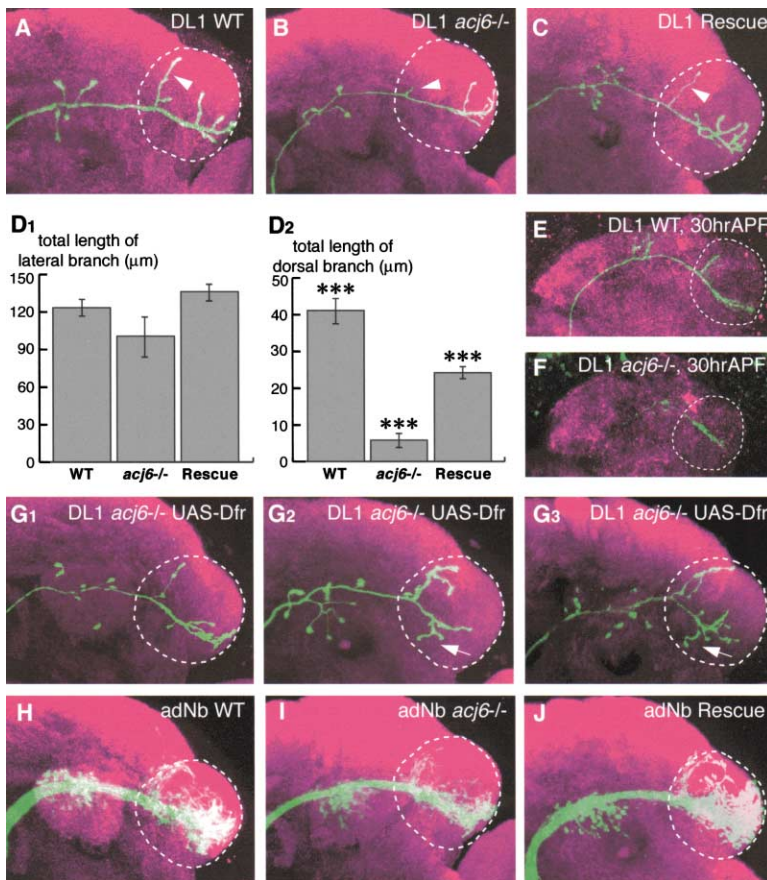 A DL1 WT
B DL1 acj6-/-
C DL1 Rescue
D1
total length of
lateral branch (μm)
150
120
90
60
30
0
WT acj6-/- Rescue
D2
total length of
dorsal branch (μm)
50
40
30
20
10
0
***
***
***
WT acj6-/- Rescue
E DL1 WT, 30hrAPF
F DL1 acj6-/-, 30hrAPF
G1 DL1 acj6-/- UAS-Dfr
G2 DL1 acj6-/- UAS-Dfr
G3 DL1 acj6-/- UAS-Dfr
H adNb WT
I adNb acj6-/-
J adNb Rescue